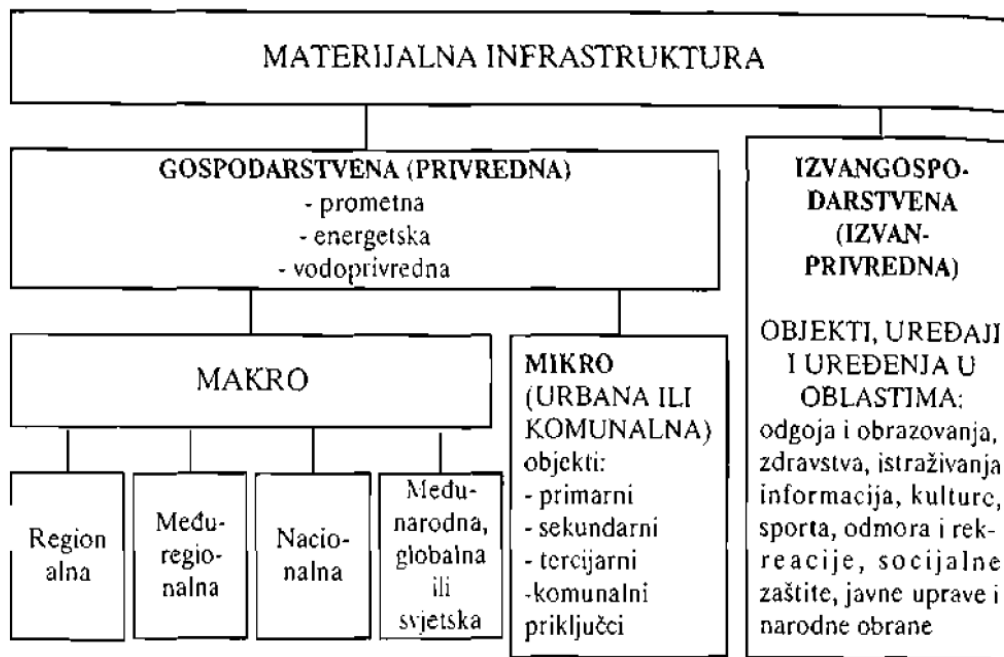 MATERIJALNA INFRASTRUKTURA
GOSPODARSTVENA (PRIVREDNA)
- prometna
- energetska
- vodoprivredna
MAKRO
Region
alna
Među-
regio-
nalna
Nacio-
nalna
Među-
narodna,
globalna
ili
svjetska
MIKRO
(URBANA ILI
KOMUNALNA)
objekti:
- primarni
- sekundarni
- tercijarni
-komunalni
priključci
IZVANGOSPO-
DARSTVENA
(IZVAN-
PRIVREDNA)
OBJEKTI, UREĐAJI
I UREĐENJA U
OBLASTIMA:
odgoja i obrazovanja,
zdravstva, istraživanja
informacija, kulture,
sporta, odmora i rek-
reacije, socijalne
zaštite, javne uprave i
narodne obrane